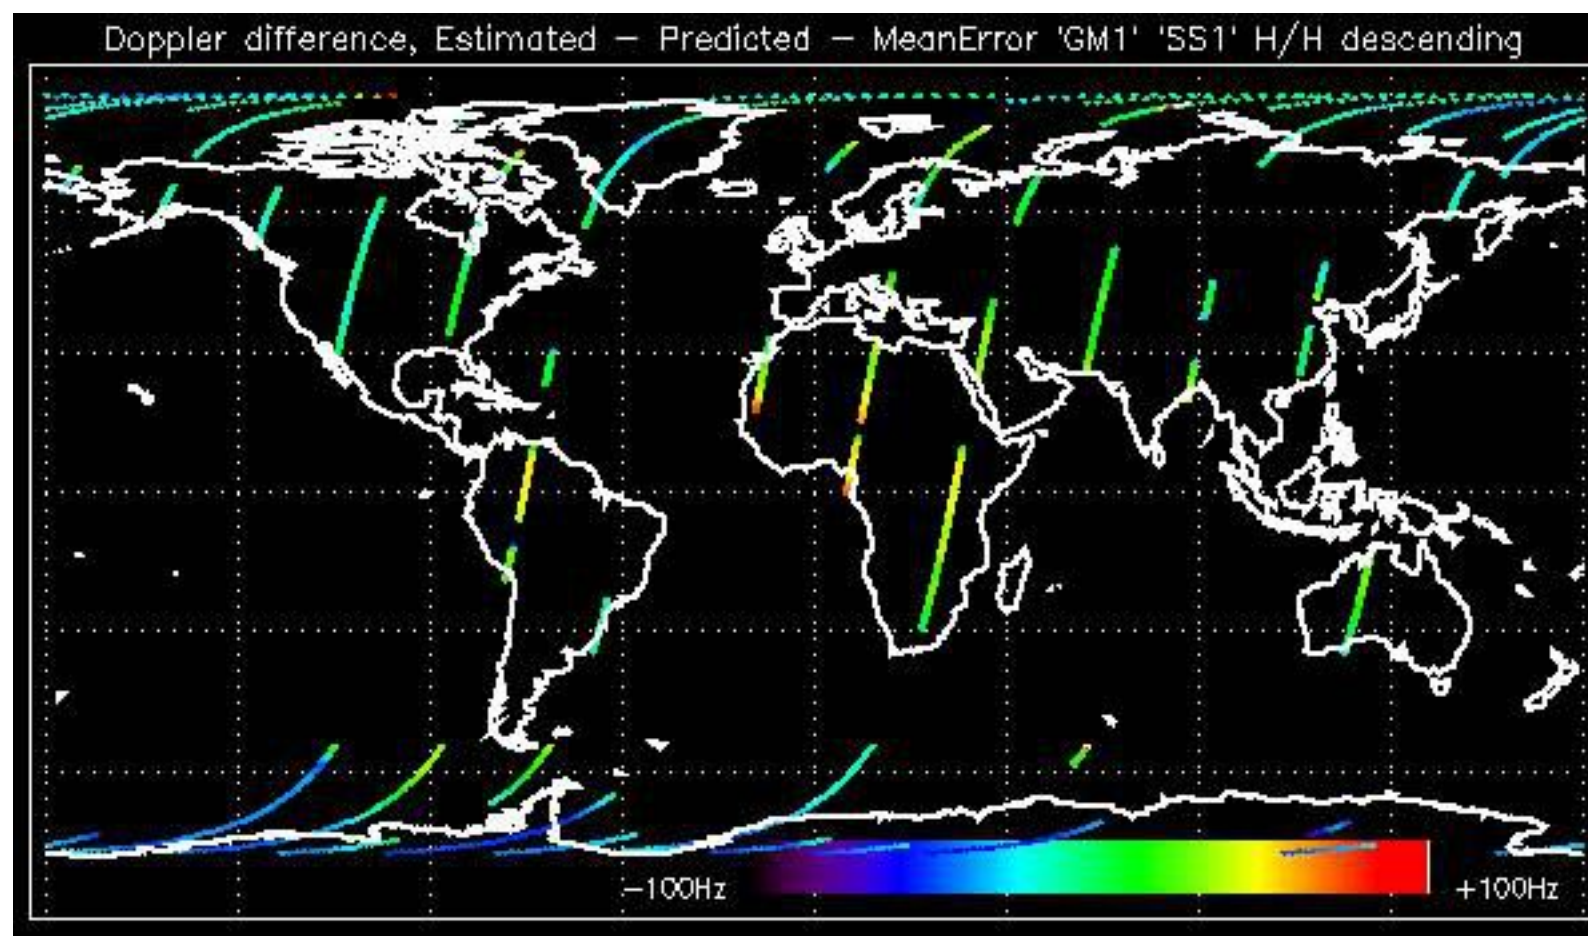 Doppler difference, Estimated – Predicted – MeanError 'GM1' 'SS1' H/H descending
–100Hz +100Hz